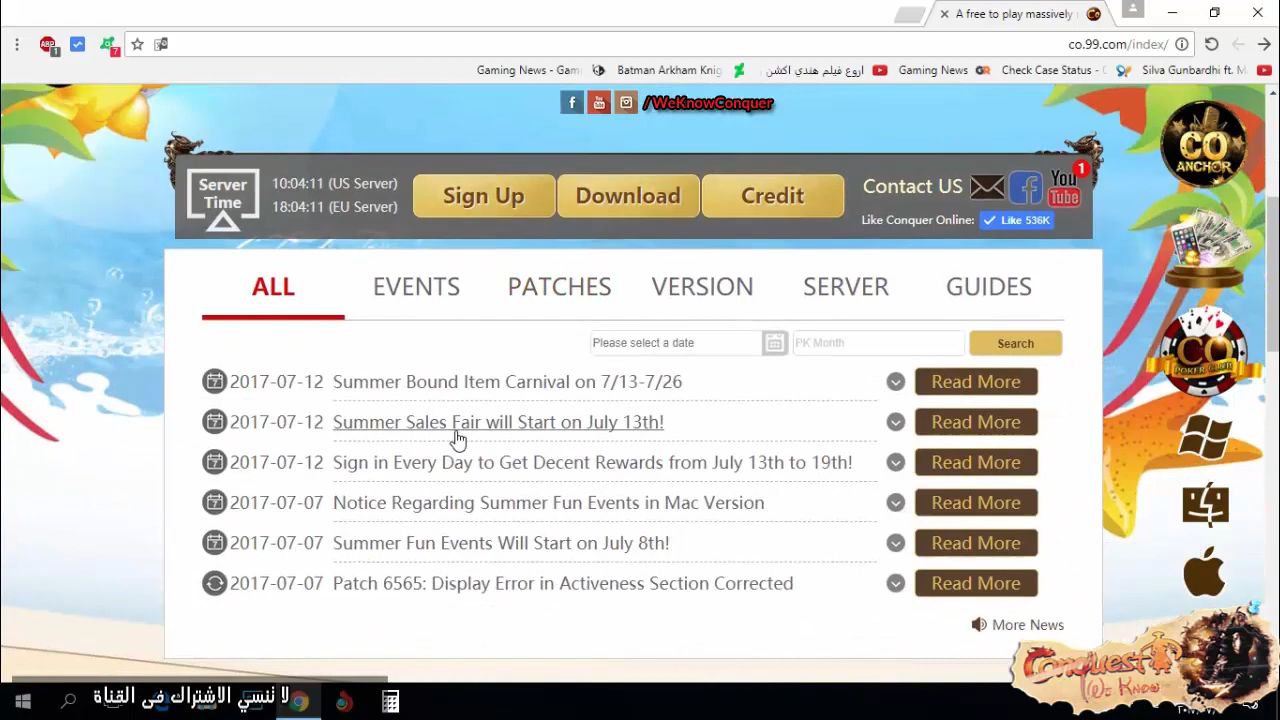 A free to play massively
co.99.com/index/
ABP
1
7
Gaming News - Gam
Batman Arkham Knig
اروع فيلم هندي اكشن
Gaming News
Check Case Status -
Silva Gunbardhi ft. M
/WeKnowConquer
Server
Time
10:04:11 (US Server)
18:04:11 (EU Server)
Sign Up
Download
Credit
Contact US
You
Tube
1
Like Conquer Online:
Like 536K
CO
ANCHOR
ALL
EVENTS
PATCHES
VERSION
SERVER
GUIDES
Please select a date
PK Month
Search
2017-07-12 Summer Bound Item Carnival on 7/13-7/26 Read More
2017-07-12 Summer Sales Fair will Start on July 13th! Read More
2017-07-12 Sign in Every Day to Get Decent Rewards from July 13th to 19th! Read More
2017-07-07 Notice Regarding Summer Fun Events in Mac Version Read More
2017-07-07 Summer Fun Events Will Start on July 8th! Read More
2017-07-07 Patch 6565: Display Error in Activeness Section Corrected Read More
More News
CO
POKER CLUB
Conquest
We Know
لا تنسي الاشتراك فى القناة